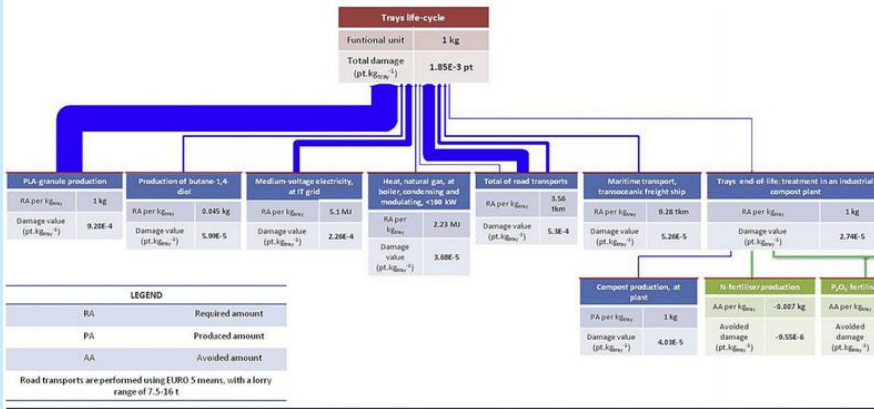 Trays life-cycle
Funtional unit 1 kg
Total damage
(pt.kgtray-1) 1.85E-3 pt
PLA-granule production
RA per kgtray 1 kg
Damage value
(pt.kgtray-1) 9.20E-4
Production of butane-1,4-
diol
RA per kgtray 0.045 kg
Damage value
(pt.kgtray-1) 5.99E-5
Medium-voltage electricity,
at IT grid
RA per kgtray 5.1 MJ
Damage value
(pt.kgtray-1) 2.26E-4
Heat, natural gas, at
boiler, condensing and
modulating, <100 kW
RA per
kgtray 2.23 MJ
Damage
value
(pt.kgtray-1) 3.68E-5
Total of road transports
RA per kgtray 3.56
tkm
Damage value
(pt.kgtray-1) 5.3E-4
Maritime transport,
transoceanic freight ship
RA per kgtray 9.28 tkm
Damage value
(pt.kgtray-1) 5.26E-5
Trays end-of-life: treatment in an industrial
compost plant
RA per kgtray 1 kg
Damage value
(pt.kgtray-1) 2.74E-5
Compost production, at
plant
PA per kgtray 1 kg
Damage value
(pt.kgtray-1) 4.03E-5
N-fertiliser production
AA per kgtray -0.007 kg
Avoided
damage
(pt.kgtray-1) -9.55E-6
P2O5-fertilis
AA per kgtray
Avoided
damage
(pt.kgtray-1)
LEGEND
RA Required amount
PA Produced amount
AA Avoided amount
Road transports are performed using EURO 5 means, with a lorry
range of 7.5-16 t